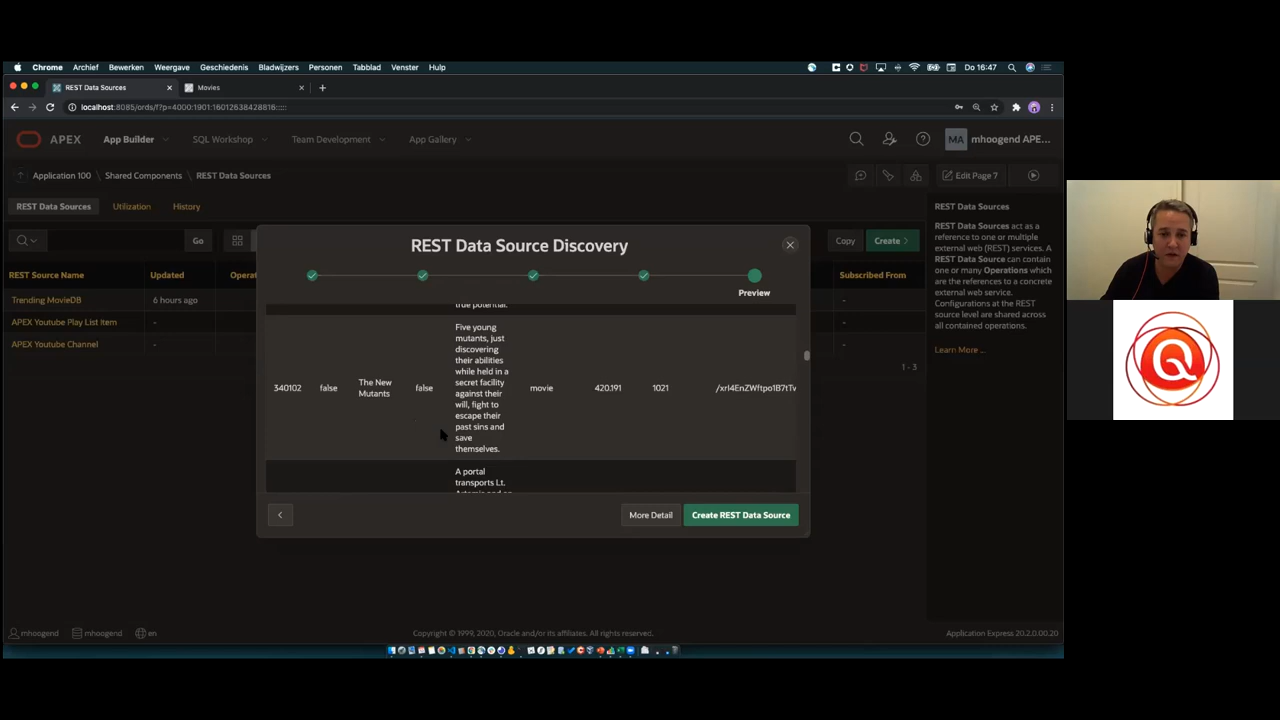 Chrome Archief Bewerken Weergave Geschiedenis Bladwijzers Personen Tabblad Venster Hulp Do 16:47
REST Data Sources Movies
localhost:8085/ords/f?p=4000:1901:16012638428816:::::
APEX App Builder SQL Workshop Team Development App Gallery MA mhoogend APE...
Application 100 \ Shared Components \ REST Data Sources Edit Page 7
REST Data Sources Utilization History
Go Copy Create
REST Source Name Updated Operat Subscribed From
Trending MovieDB 6 hours ago -
APEX Youtube Play List Item - -
APEX Youtube Channel - -
1 - 3
REST Data Sources
REST Data Sources act as a
reference to one or multiple
external web (REST) services. A
REST Data Source can contain
one or many Operations which
are the references to a concrete
external web service.
Configurations at the REST
source level are shared across
all contained operations.
Learn More ...
REST Data Source Discovery
Preview
true potential.
340102 false The New Mutants false Five young
mutants, just
discovering
their abilities
while held in a
secret facility
against their
will, fight to
escape their
past sins and
save
themselves.
movie 420.191 1021 /xrI4EnZWftpo1B7tTv
A portal
transports Lt.
More Detail Create REST Data Source
mhoogend mhoogend en
Copyright © 1999, 2020, Oracle and/or its affiliates. All rights reserved.
Application Express 20.2.0.00.20
Q